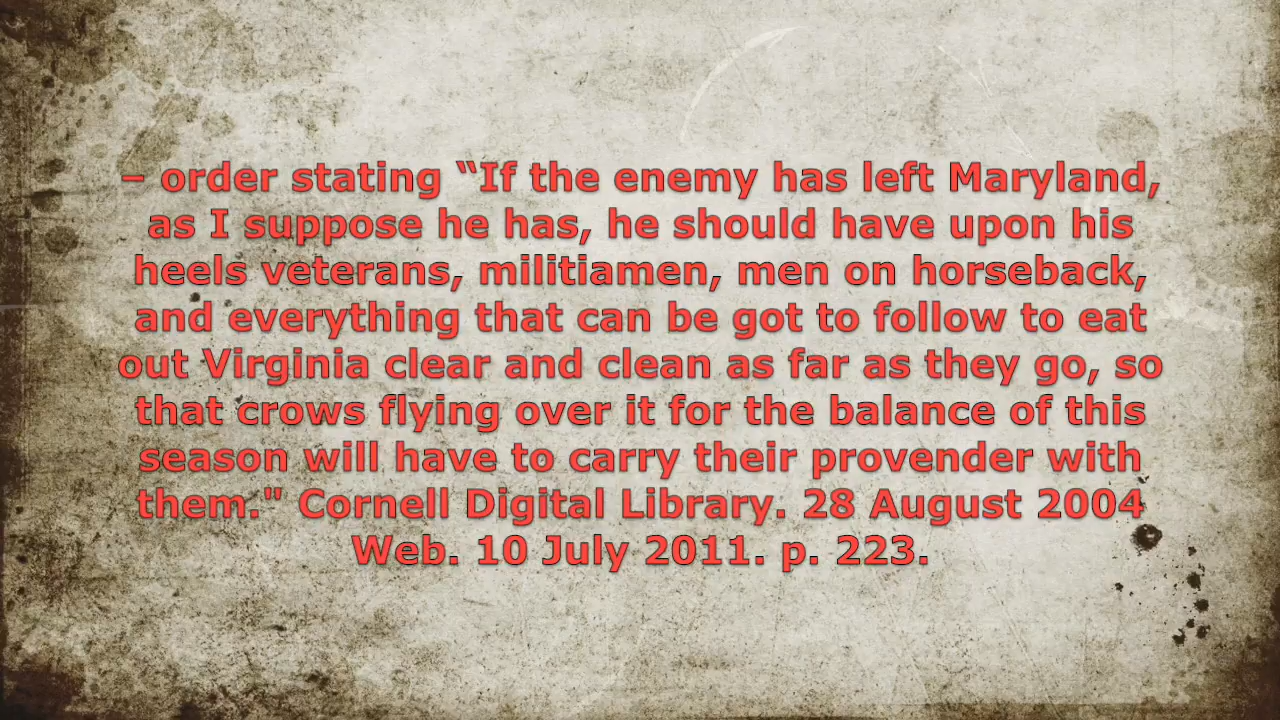 – order stating “If the enemy has left Maryland,
as I suppose he has, he should have upon his
heels veterans, militiamen, men on horseback,
and everything that can be got to follow to eat
out Virginia clear and clean as far as they go, so
that crows flying over it for the balance of this
season will have to carry their provender with
them." Cornell Digital Library. 28 August 2004
Web. 10 July 2011. p. 223.